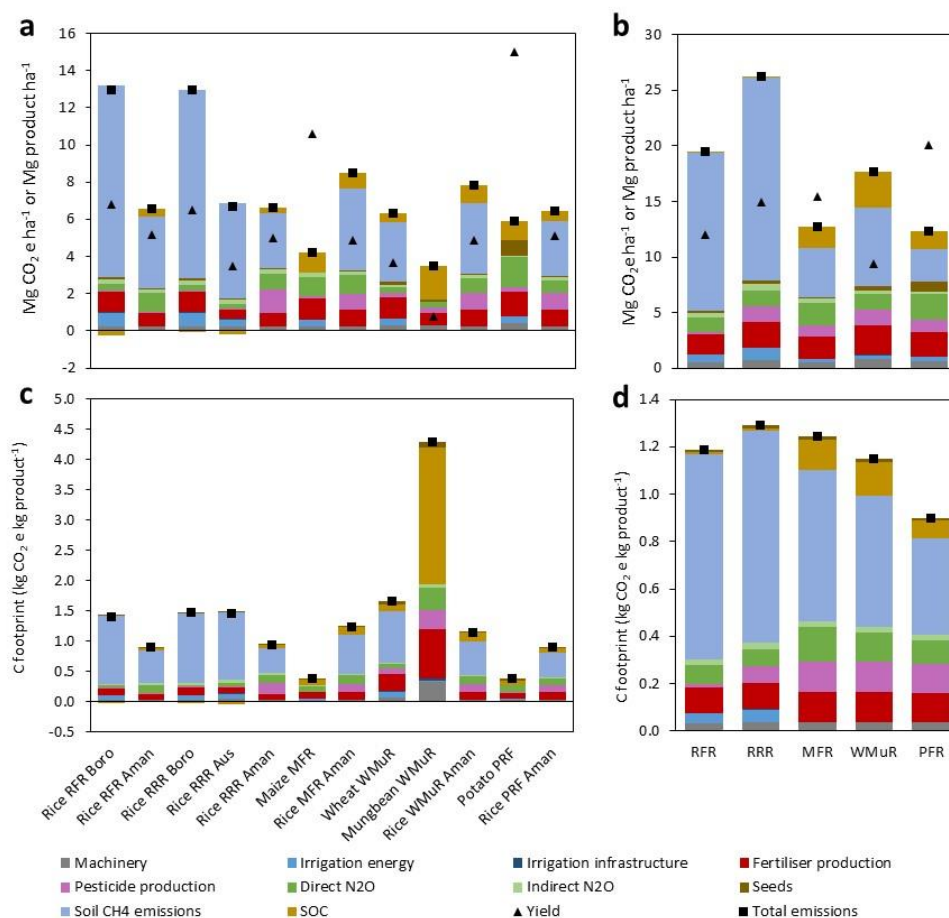 a
Mg CO2 e ha-1 or Mg product ha-1
16
14
12
10
8
6
4
2
0
-2
b
Mg CO2e ha-1 or Mg product ha-1
30
25
20
15
10
5
0
c
C footprint (kg CO2 e kg product-1)
5.0
4.5
4.0
3.5
3.0
2.5
2.0
1.5
1.0
0.5
0.0
-0.5
Rice RFR Boro
Rice RFR Aman
Rice RRR Boro
Rice RRR Aus
Rice RRR Aman
Maize MFR
Rice MFR Aman
Wheat WMuR
Mungbean WMuR
Rice WMuR Aman
Potato PRF
Rice PRF Aman
d
C footprint (kg CO2 e kg product-1)
1.4
1.2
1.0
0.8
0.6
0.4
0.2
0.0
RFR
RRR
MFR
WMuR
PFR
Machinery
Irrigation energy
Irrigation infrastructure
Fertiliser production
Pesticide production
Direct N2O
Indirect N2O
Seeds
Soil CH4 emissions
SOC
Yield
Total emissions